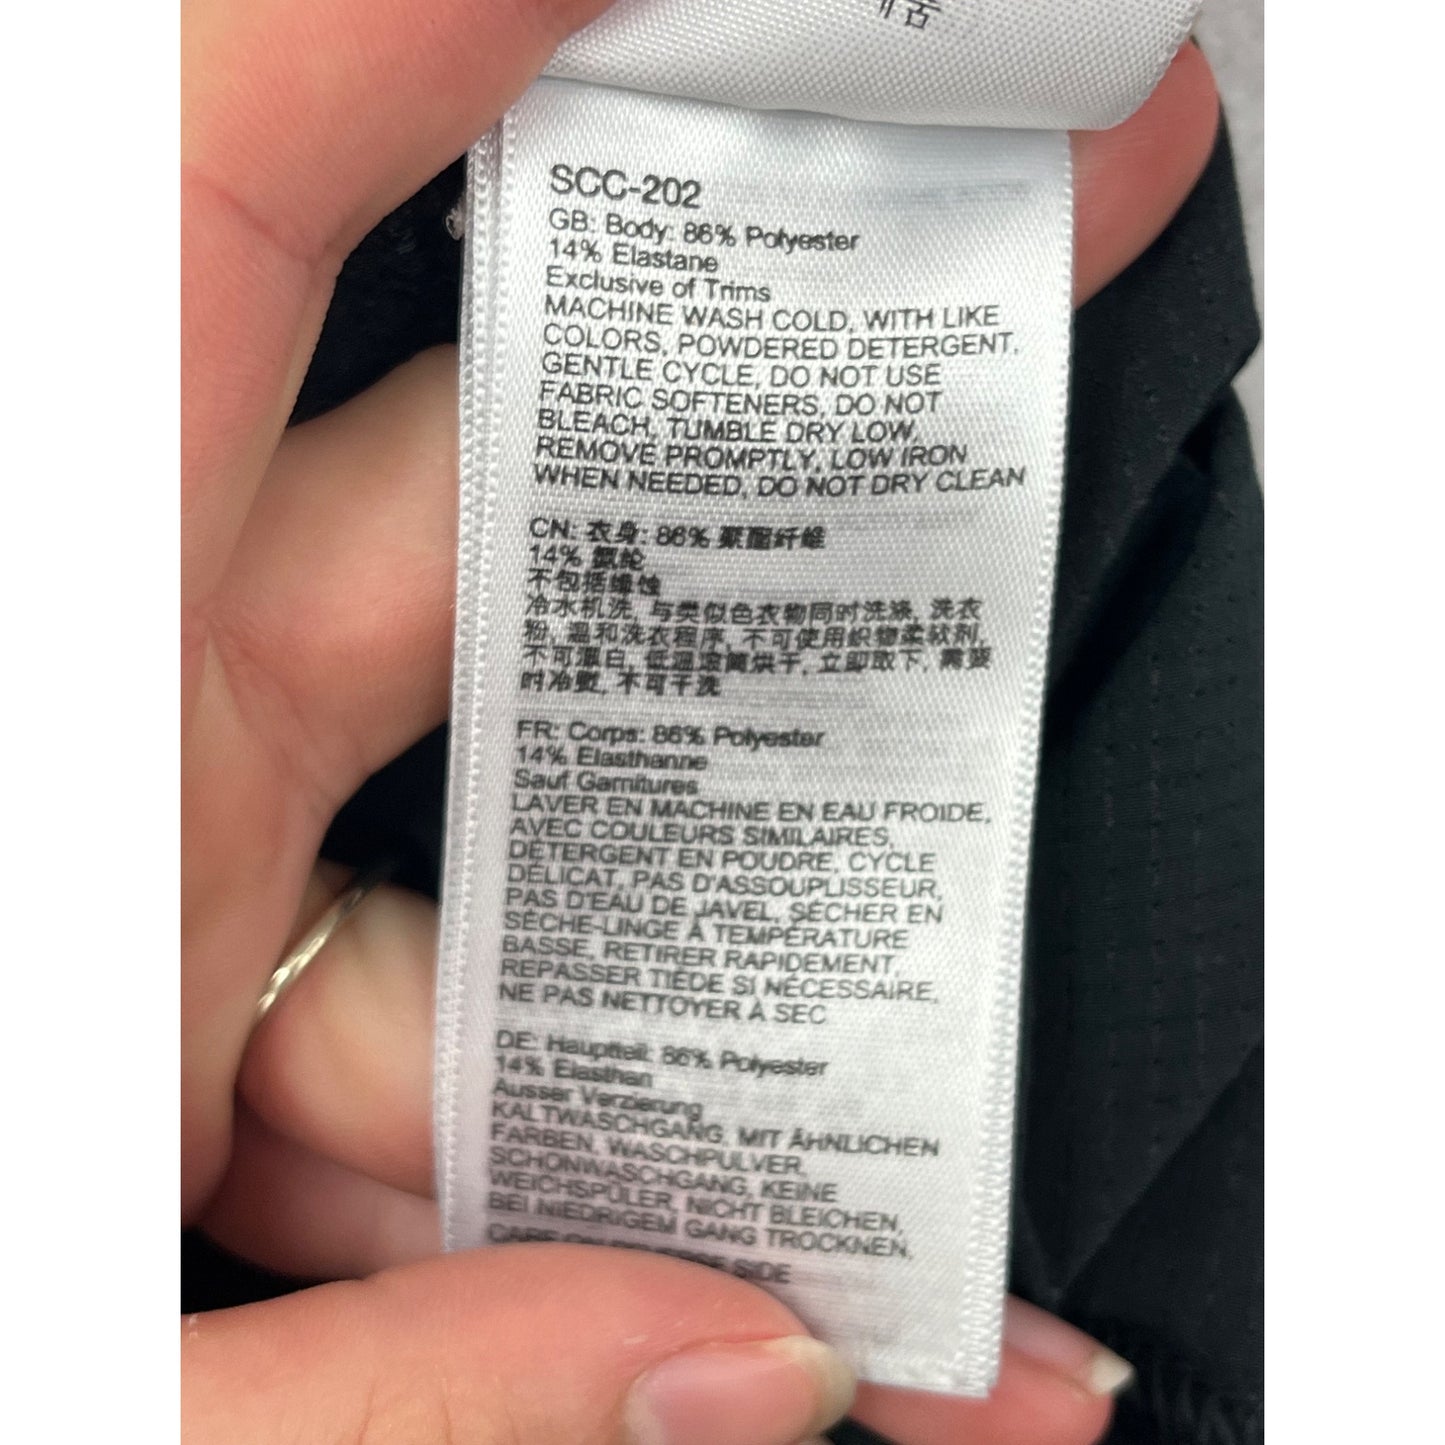 SCC-202
GB: Body: 86% Polyester
14% Elastane
Exclusive of Trims
MACHINE WASH COLD, WITH LIKE
COLORS, POWDERED DETERGENT,
GENTLE CYCLE, DO NOT USE
FABRIC SOFTENERS, DO NOT
BLEACH, TUMBLE DRY LOW,
REMOVE PROMPTLY, LOW IRON
WHEN NEEDED, DO NOT DRY CLEAN
CN: 衣身: 86% 聚酯纤维
14% 氨纶
不包括缘饰
冷水机洗, 与类似色衣物同时洗涤, 洗衣
粉, 温和洗衣程序, 不可使用织物柔软剂,
不可漂白, 低温滚筒烘干, 立即取下, 需要
时冷熨, 不可干洗
FR: Corps: 86% Polyester
14% Elasthanne
Sauf Garnitures
LAVER EN MACHINE EN EAU FROIDE,
AVEC COULEURS SIMILAIRES,
DÉTERGENT EN POUDRE, CYCLE
DÉLICAT, PAS D'ASSOUPLISSEUR,
PAS D'EAU DE JAVEL, SÉCHER EN
SÈCHE-LINGE À TEMPÉRATURE
BASSE, RETIRER RAPIDEMENT,
REPASSER TIÈDE SI NÉCESSAIRE,
NE PAS NETTOYER À SEC
DE: Hauptteil: 86% Polyester
14% Elasthan
Ausser Verzierung
KALTWASCHGANG, MIT ÄHNLICHEN
FARBEN, WASCHPULVER,
SCHONWASCHGANG, KEINE
WEICHSPÜLER, NICHT BLEICHEN,
BEI NIEDRIGEM GANG TROCKNEN,
CARE ON REVERSE SIDE